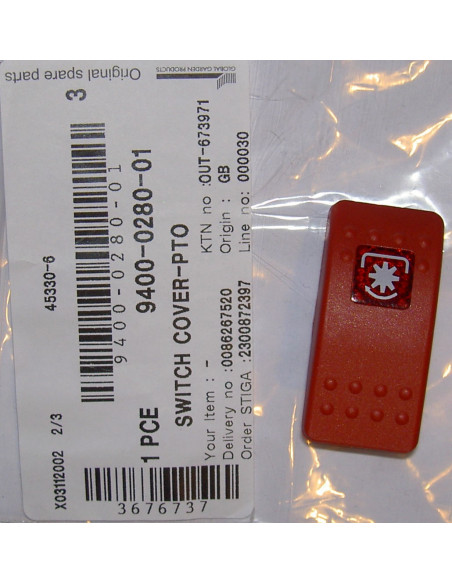 Original spare parts
GLOBAL GARDEN PRODUCTS
3
45330-6
9400-0280-01
X03112002 2/3
1 PCE 9400-0280-01
SWITCH COVER-PTO
Your Item : - KTN no :OUT-673971
Delivery no :0086267520 Origin : GB
Order STIGA :2300872397 Line no: 000030
3676737